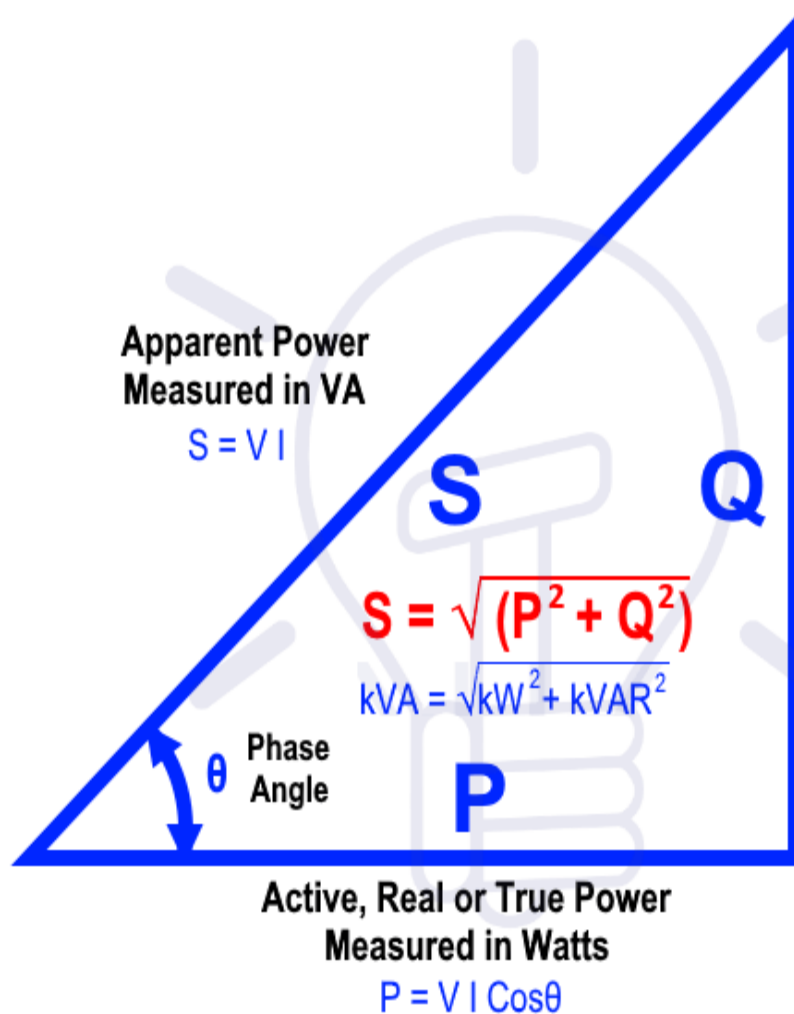 Apparent Power
Measured in VA
S = V I
S
Q
S = √(P² + Q²)
kVA = √kW² + kVAR²
θ
Phase
Angle
P
Active, Real or True Power
Measured in Watts
P = V I Cosθ